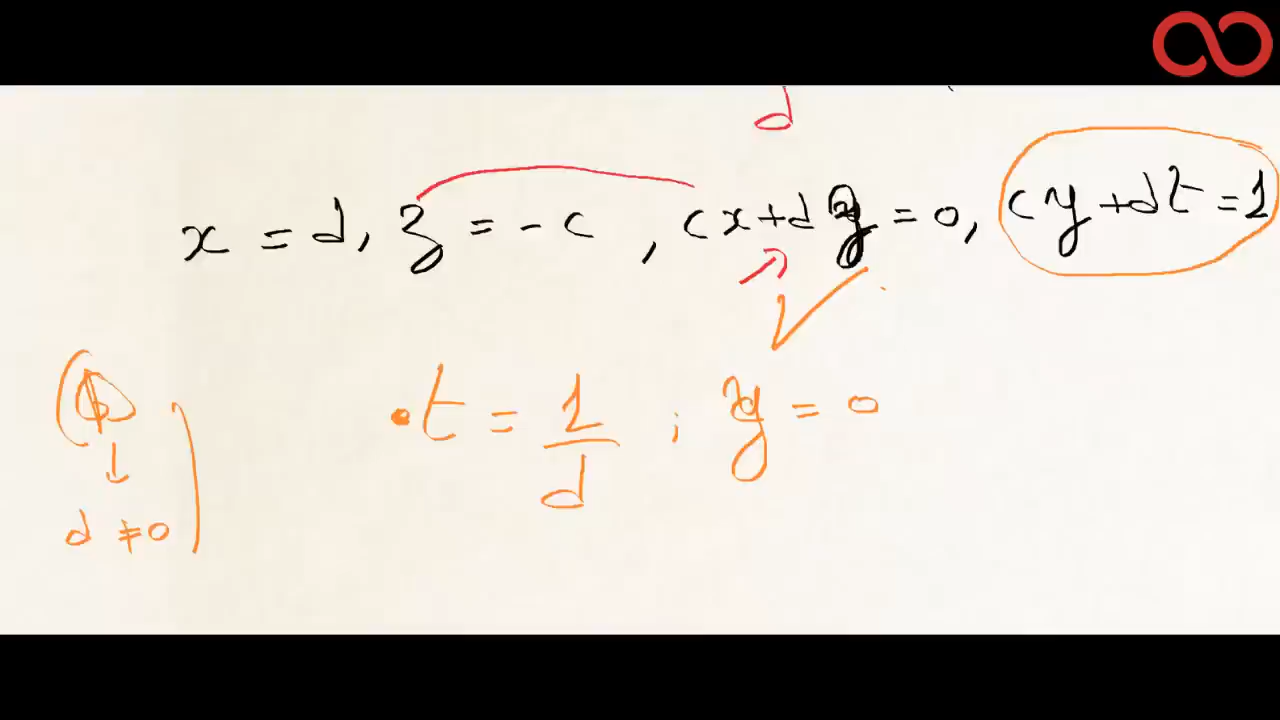 d
x = d, z = -c, cx + dz = 0, cy + dt = 1
t = 1/d ; y = 0
d ≠ 0